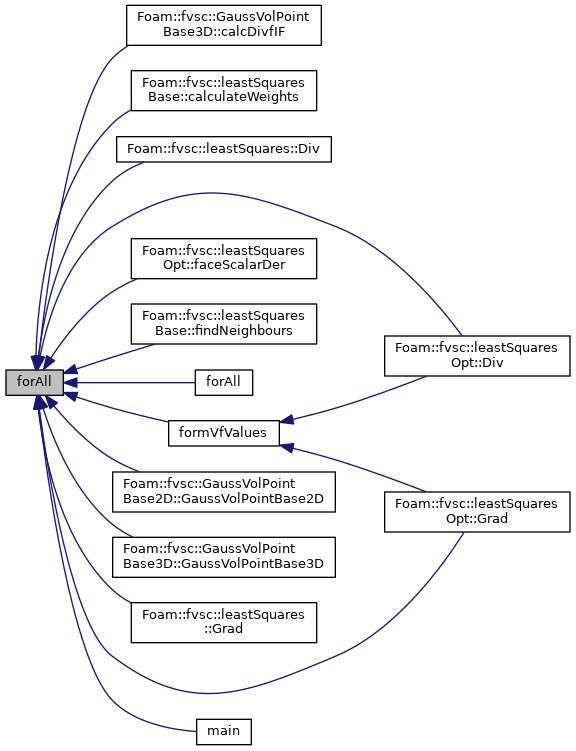 Foam::fvsc::GaussVolPoint
Base3D::calcDivfIF
Foam::fvsc::leastSquares
Base::calculateWeights
Foam::fvsc::leastSquares::Div
Foam::fvsc::leastSquares
Opt::faceScalarDer
Foam::fvsc::leastSquares
Base::findNeighbours
Foam::fvsc::leastSquares
Opt::Div
forAll
forAll
formVfValues
Foam::fvsc::GaussVolPoint
Base2D::GaussVolPointBase2D
Foam::fvsc::leastSquares
Opt::Grad
Foam::fvsc::GaussVolPoint
Base3D::GaussVolPointBase3D
Foam::fvsc::leastSquares
::Grad
main